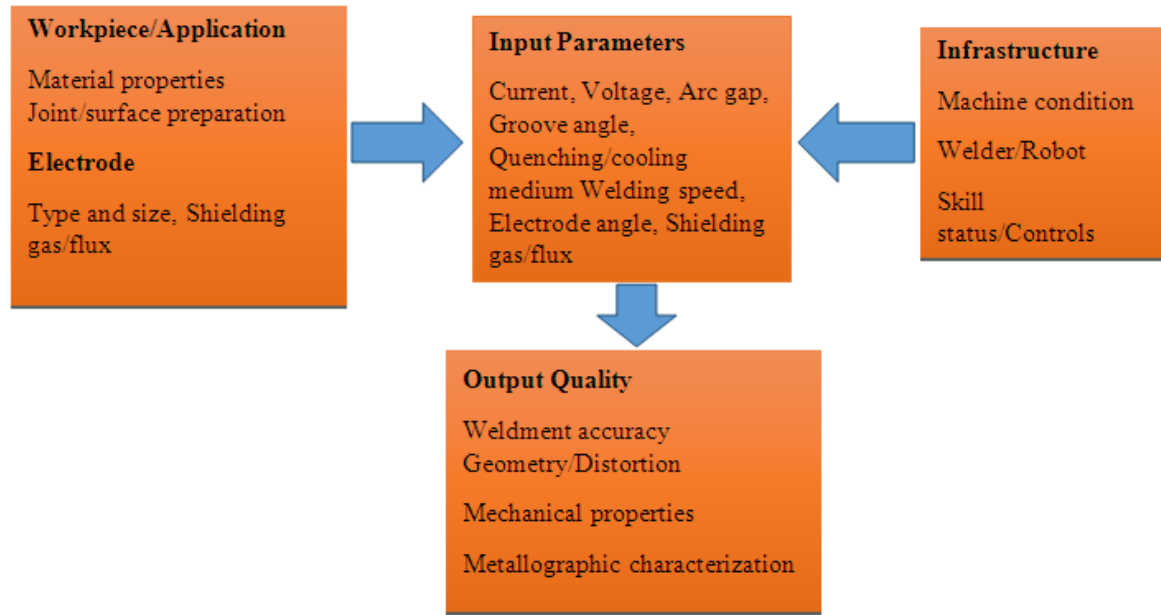 Workpiece/Application
Material properties
Joint/surface preparation
Electrode
Type and size, Shielding
gas/flux
Input Parameters
Current, Voltage, Arc gap,
Groove angle,
Quenching/cooling
medium Welding speed,
Electrode angle, Shielding
gas/flux
Infrastructure
Machine condition
Welder/Robot
Skill
status/Controls
Output Quality
Weldment accuracy
Geometry/Distortion
Mechanical properties
Metallographic characterization